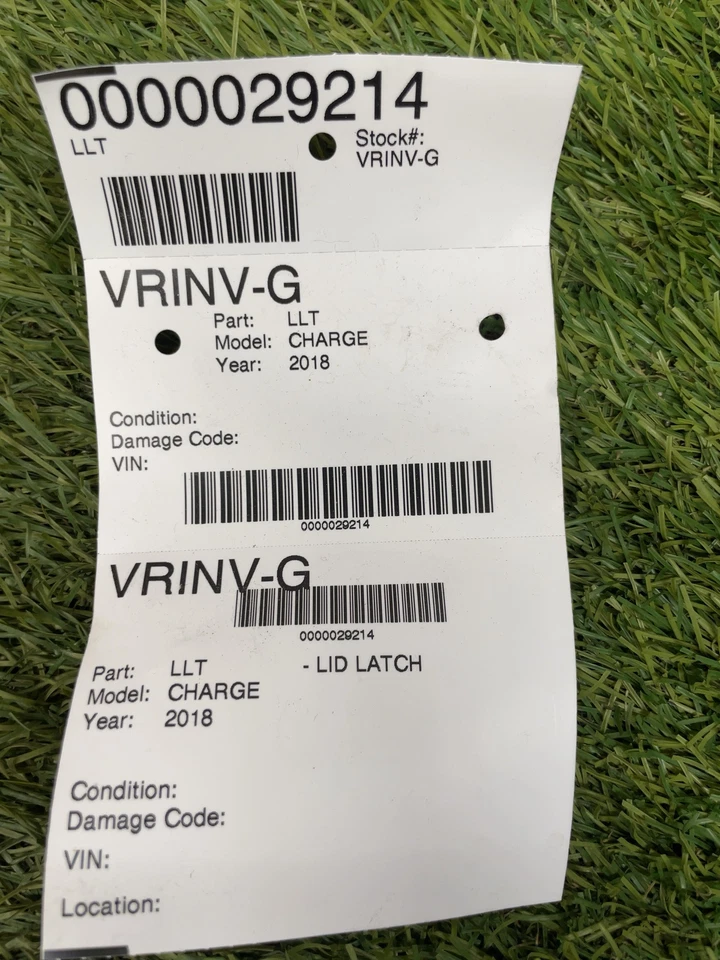 0000029214
LLT
Stock#:
VRINV-G
VRINV-G
Part: LLT
Model: CHARGE
Year: 2018
Condition:
Damage Code:
VIN:
0000029214
VRINV-G
0000029214
Part: LLT - LID LATCH
Model: CHARGE
Year: 2018
Condition:
Damage Code:
VIN:
Location: